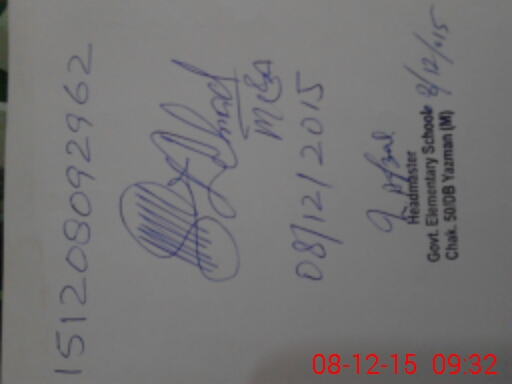 151208092962
08/12/2015
8/12/015
Headmaster
Govt. Elementary School
Chak. 50/DB Yazman (M)
08-12-15 09:32